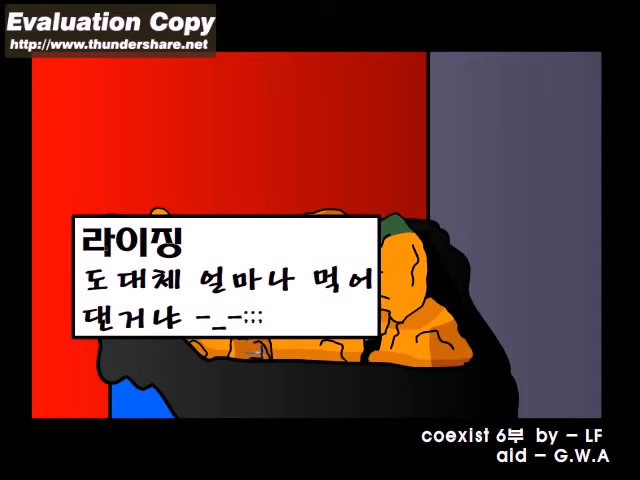 Evaluation Copy
http://www.thundershare.net
라이징
도대체 얼마나 먹어
댄거냐 -_-;;;
coexist 6부 by - LF
aid - G.W.A